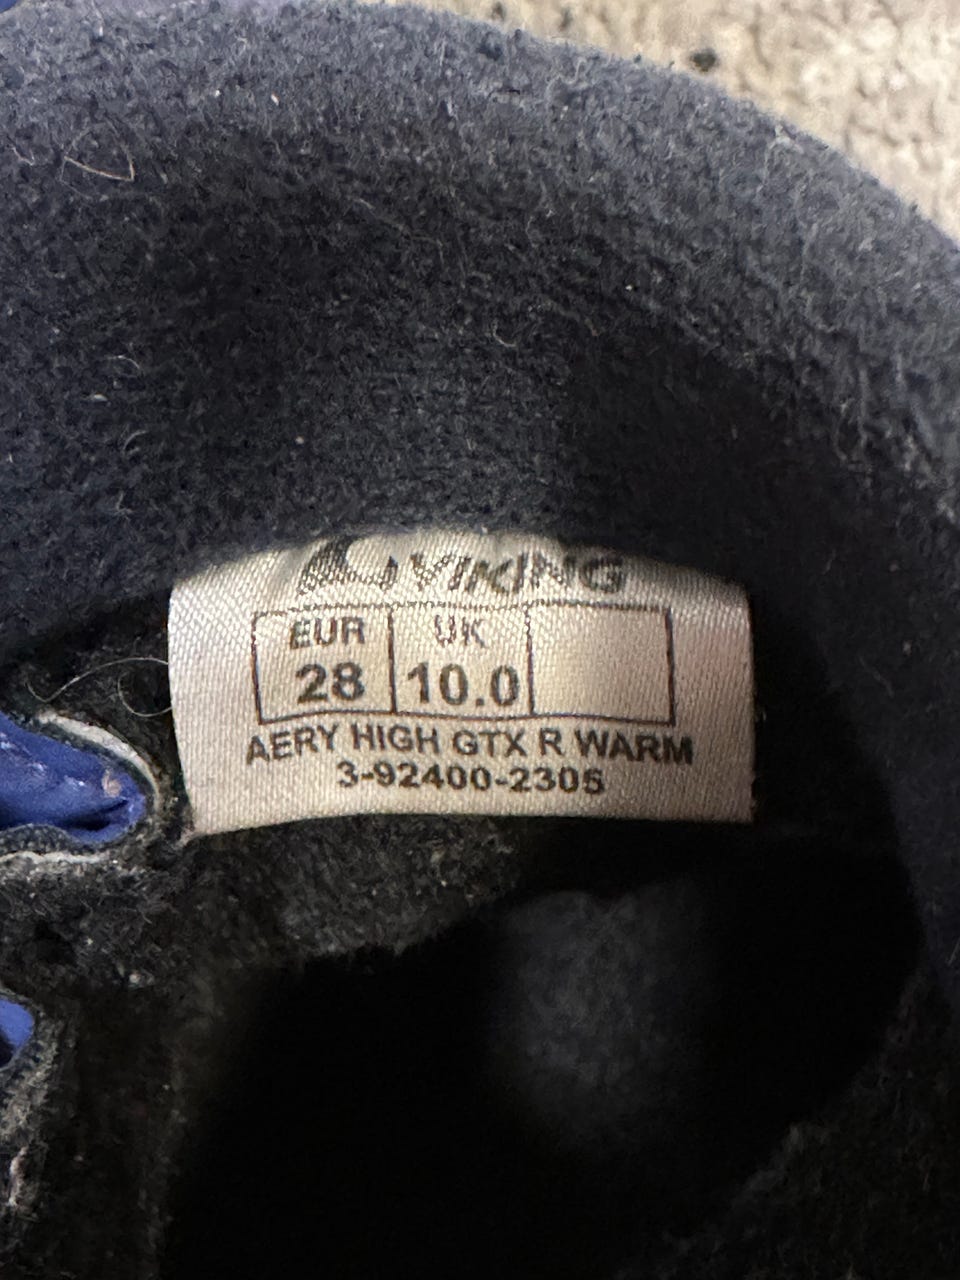 VIKING
EUR UK
28 10.0
AERY HIGH GTX R WARM
3-92400-2305